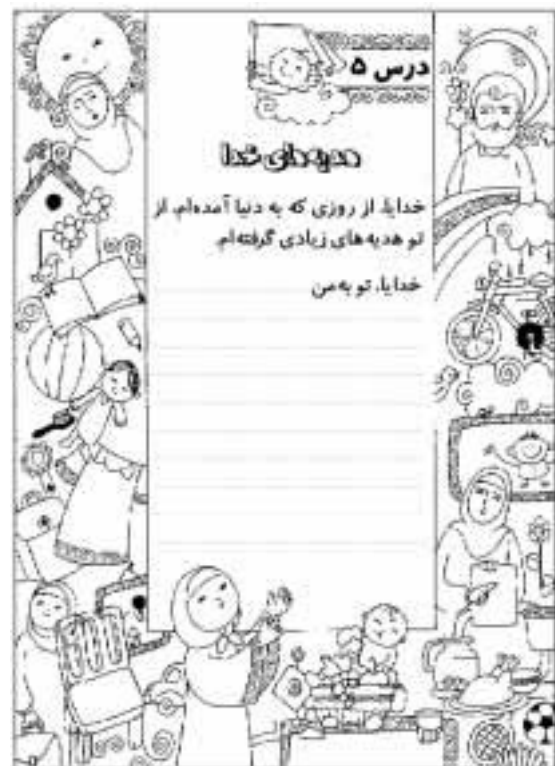 درس ۵
هدیه‌های خدا
خدایا، از روزی که به دنیا آمده‌ام، از
تو هدیه‌های زیادی گرفته‌ام.
خدایا، تو به من